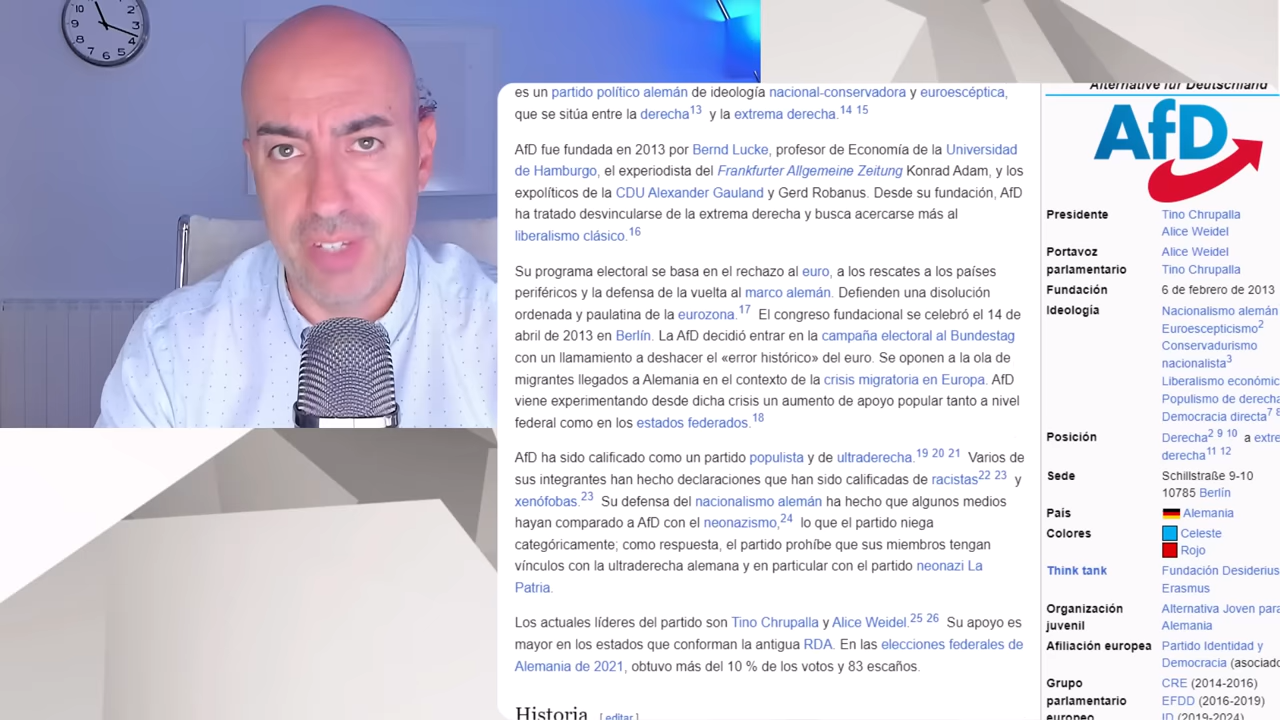 10
9
8
7
6
5
4
3
2
es un partido político alemán de ideología nacional-conservadora y euroescéptica,
que se sitúa entre la derecha13 y la extrema derecha.14 15
AfD fue fundada en 2013 por Bernd Lucke, profesor de Economía de la Universidad
de Hamburgo, el experiodista del Frankfurter Allgemeine Zeitung Konrad Adam, y los
expolíticos de la CDU Alexander Gauland y Gerd Robanus. Desde su fundación, AfD
ha tratado desvincularse de la extrema derecha y busca acercarse más al
liberalismo clásico.16
Su programa electoral se basa en el rechazo al euro, a los rescates a los países
periféricos y la defensa de la vuelta al marco alemán. Defienden una disolución
ordenada y paulatina de la eurozona.17 El congreso fundacional se celebró el 14 de
abril de 2013 en Berlín. La AfD decidió entrar en la campaña electoral al Bundestag
con un llamamiento a deshacer el «error histórico» del euro. Se oponen a la ola de
migrantes llegados a Alemania en el contexto de la crisis migratoria en Europa. AfD
viene experimentando desde dicha crisis un aumento de apoyo popular tanto a nivel
federal como en los estados federados.18
AfD ha sido calificado como un partido populista y de ultraderecha.19 20 21 Varios de
sus integrantes han hecho declaraciones que han sido calificadas de racistas22 23 y
xenófobas.23 Su defensa del nacionalismo alemán ha hecho que algunos medios
hayan comparado a AfD con el neonazismo,24 lo que el partido niega
categóricamente; como respuesta, el partido prohíbe que sus miembros tengan
vínculos con la ultraderecha alemana y en particular con el partido neonazi La
Patria.
Los actuales líderes del partido son Tino Chrupalla y Alice Weidel.25 26 Su apoyo es
mayor en los estados que conforman la antigua RDA. En las elecciones federales de
Alemania de 2021, obtuvo más del 10 % de los votos y 83 escaños.
Historia [editar]
Alternative für Deutschland
AfD
Presidente Tino Chrupalla
Alice Weidel
Portavoz Alice Weidel
parlamentario Tino Chrupalla
Fundación 6 de febrero de 2013
Ideología Nacionalismo alemán
Euroescepticismo2
Conservadurismo
nacionalista3
Liberalismo económic
Populismo de derecha
Democracia directa7 8
Posición Derecha2 9 10 a extre
derecha11 12
Sede Schillstraße 9-10
10785 Berlín
País Alemania
Colores Celeste
Rojo
Think tank Fundación Desiderius
Erasmus
Organización Alternativa Joven para
juvenil Alemania
Afiliación europea Partido Identidad y
Democracia (asociado
Grupo CRE (2014-2016)
parlamentario EFDD (2016-2019)
europeo ID (2019-2024)